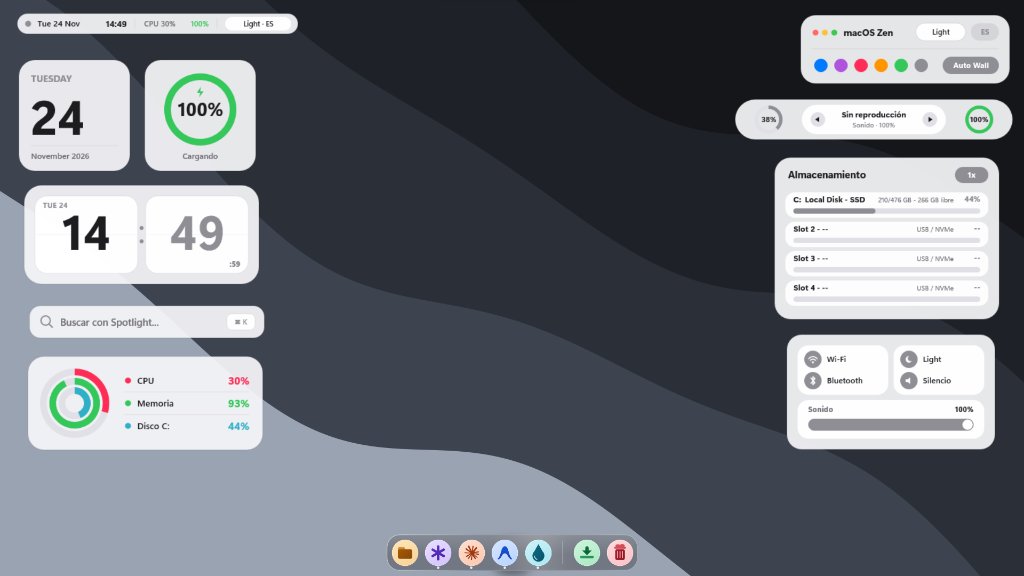 Tue 24 Nov 14:49 CPU 30% 100% Light · ES
TUESDAY
24
November 2026
100%
Cargando
TUE 24
14 : 49
:59
Buscar con Spotlight... ⌘ K
CPU 30%
Memoria 93%
Disco C: 44%
macOS Zen Light ES
Auto Wall
38%
Sin reproducción
Sonido · 100%
100%
Almacenamiento 1x
C: Local Disk - SSD 210/476 GB - 266 GB libre 44%
Slot 2 - -- USB / NVMe --
Slot 3 - -- USB / NVMe --
Slot 4 - -- USB / NVMe --
Wi-Fi
Bluetooth
Light
Silencio
Sonido 100%